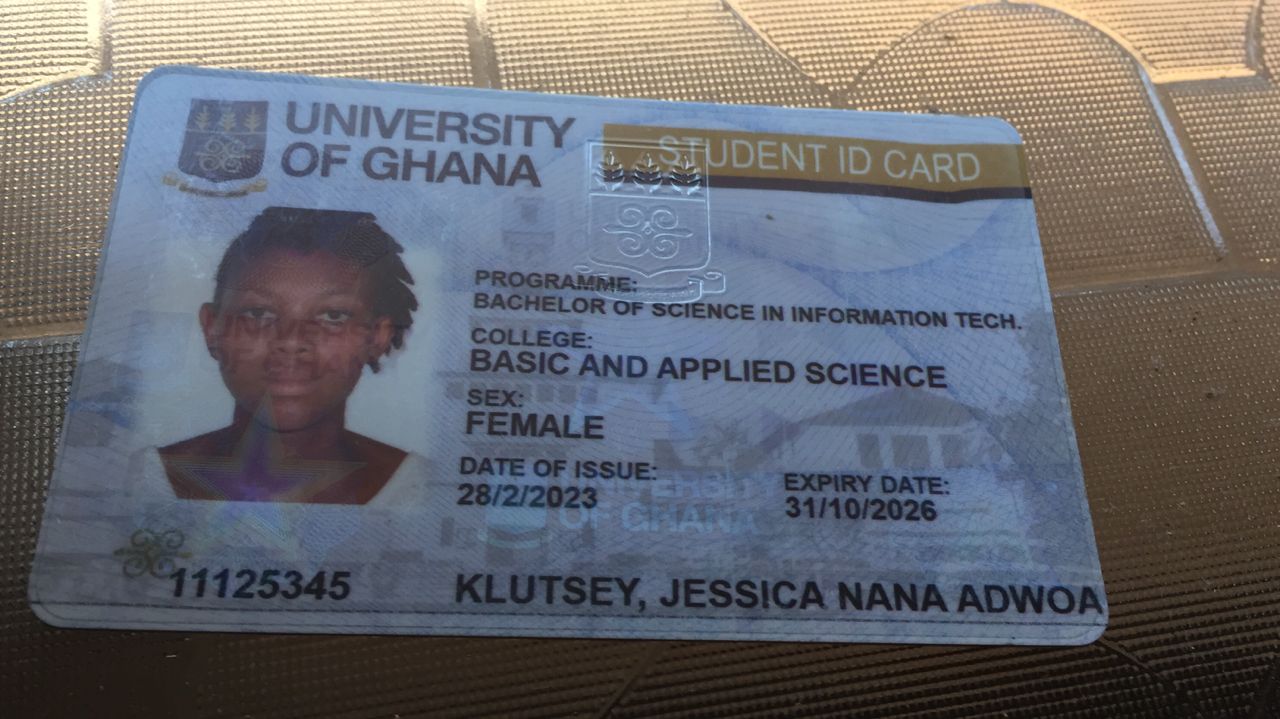 UNIVERSITY
OF GHANA
STUDENT ID CARD
PROGRAMME:
BACHELOR OF SCIENCE IN INFORMATION TECH.
COLLEGE:
BASIC AND APPLIED SCIENCE
SEX:
FEMALE
DATE OF ISSUE:
28/2/2023
EXPIRY DATE:
31/10/2026
UNIVERSITY
OF GHANA
11125345
KLUTSEY, JESSICA NANA ADWOA